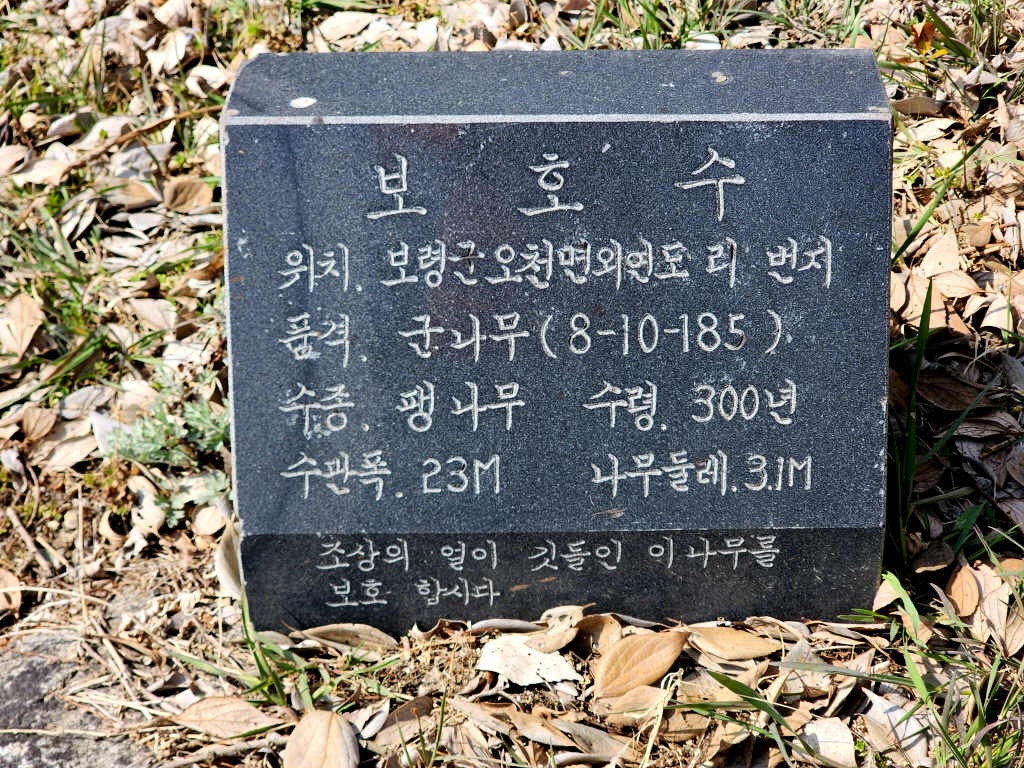 보 호 수
위치. 보령군오천면외연도 리 번지
품격. 군나무(8-10-185)
수종. 팽나무 수령. 300년
수관폭. 23M 나무둘레. 3.1M
조상의 얼이 깃들인 이나무를
보호 합시다